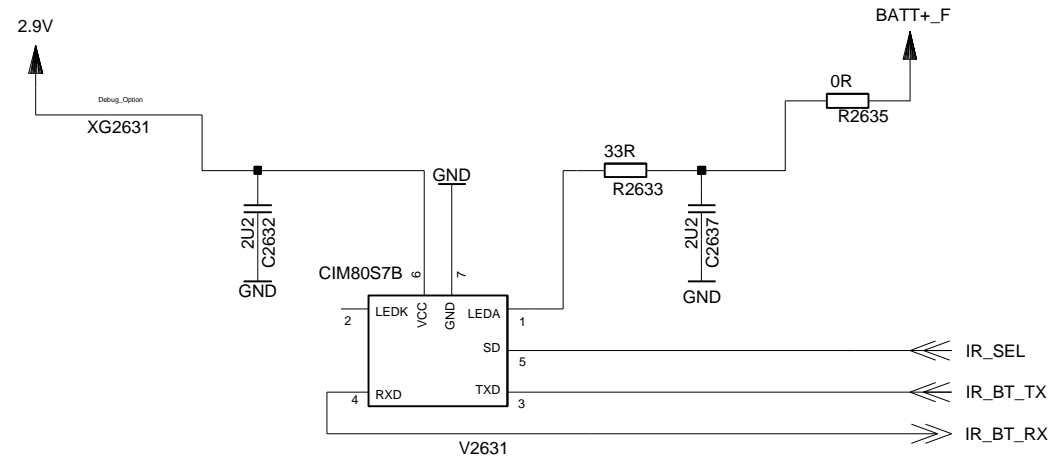 2.9V
BATT+_F
Debug_Option
XG2631
0R
R2635
33R
R2633
GND
2U2
C2632
GND
2U2
C2637
GND
CIM80S7B
6
7
2
LEDK
VCC
GND
LEDA
1
SD
5
IR_SEL
4
RXD
TXD
3
IR_BT_TX
IR_BT_RX
V2631